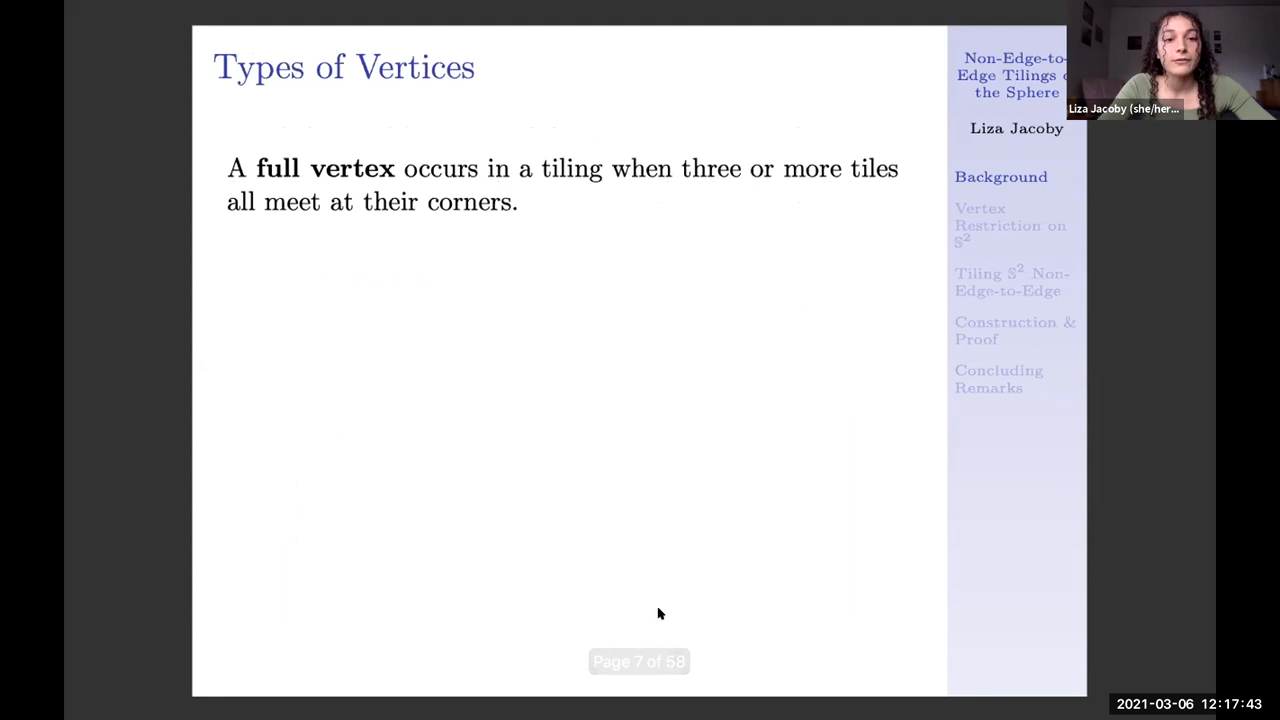 Types of Vertices
A full vertex occurs in a tiling when three or more tiles
all meet at their corners.
Non-Edge-to-
Edge Tilings
the Sphere
Liza Jacoby
Background
Vertex
Restriction on
S²
Tiling S² Non-
Edge-to-Edge
Construction &
Proof
Concluding
Remarks
Liza Jacoby (she/her...
Page 7 of 58
2021-03-06 12:17:43